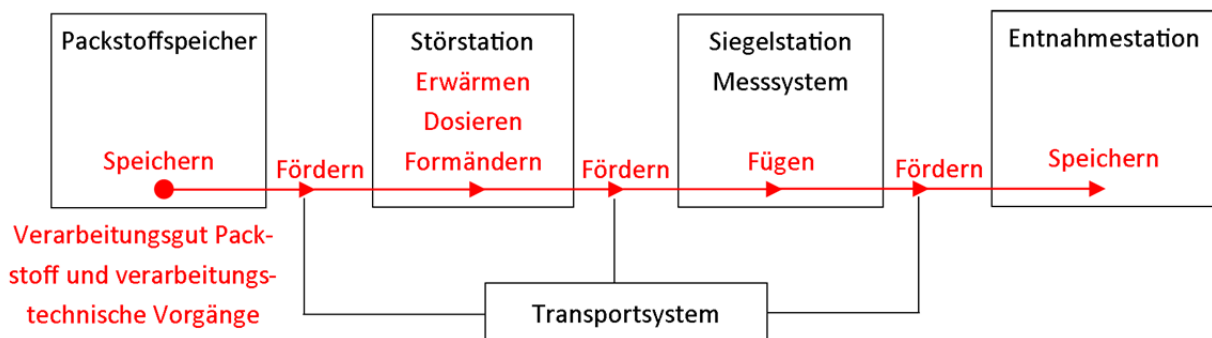 Packstoffspeicher
Speichern
Störstation
Erwärmen
Dosieren
Formändern
Siegelstation
Messsystem
Fügen
Entnahmestation
Speichern
Fördern
Fördern
Fördern
Verarbeitungsgut Pack-
stoff und verarbeitungs-
technische Vorgänge
Transportsystem